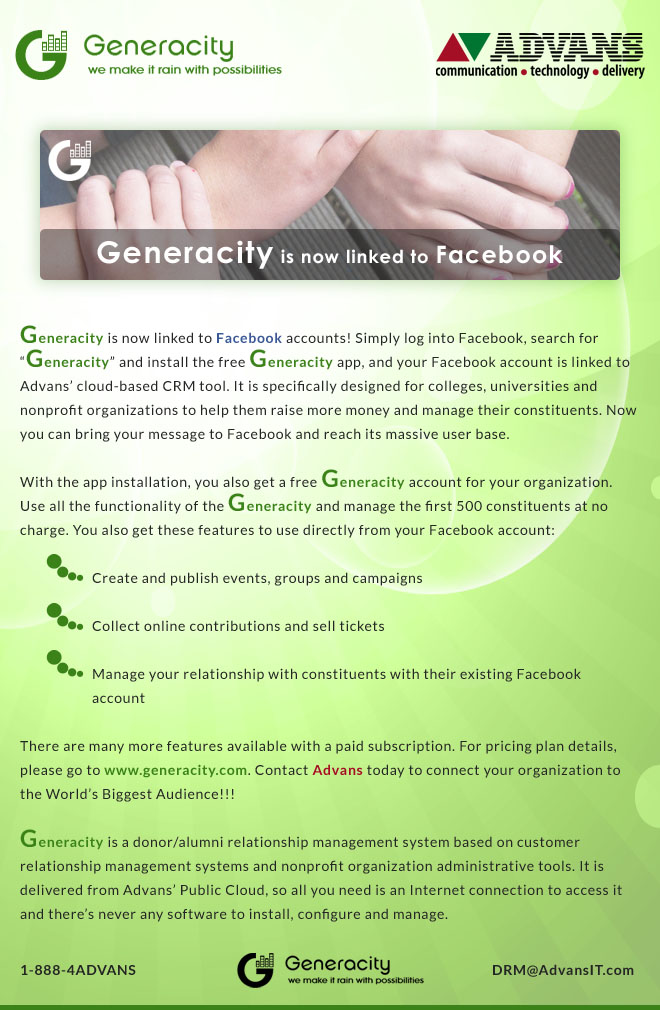 Generacity
we make it rain with possibilities
ADVANS
communication • technology • delivery
G
Generacity is now linked to Facebook
Generacity is now linked to Facebook accounts! Simply log into Facebook, search for
“Generacity” and install the free Generacity app, and your Facebook account is linked to
Advans’ cloud-based CRM tool. It is specifically designed for colleges, universities and
nonprofit organizations to help them raise more money and manage their constituents. Now
you can bring your message to Facebook and reach its massive user base.
With the app installation, you also get a free Generacity account for your organization.
Use all the functionality of the Generacity and manage the first 500 constituents at no
charge. You also get these features to use directly from your Facebook account:
Create and publish events, groups and campaigns
Collect online contributions and sell tickets
Manage your relationship with constituents with their existing Facebook
account
There are many more features available with a paid subscription. For pricing plan details,
please go to www.generacity.com. Contact Advans today to connect your organization to
the World’s Biggest Audience!!!
Generacity is a donor/alumni relationship management system based on customer
relationship management systems and nonprofit organization administrative tools. It is
delivered from Advans’ Public Cloud, so all you need is an Internet connection to access it
and there’s never any software to install, configure and manage.
1-888-4ADVANS
Generacity
we make it rain with possibilities
DRM@AdvansIT.com